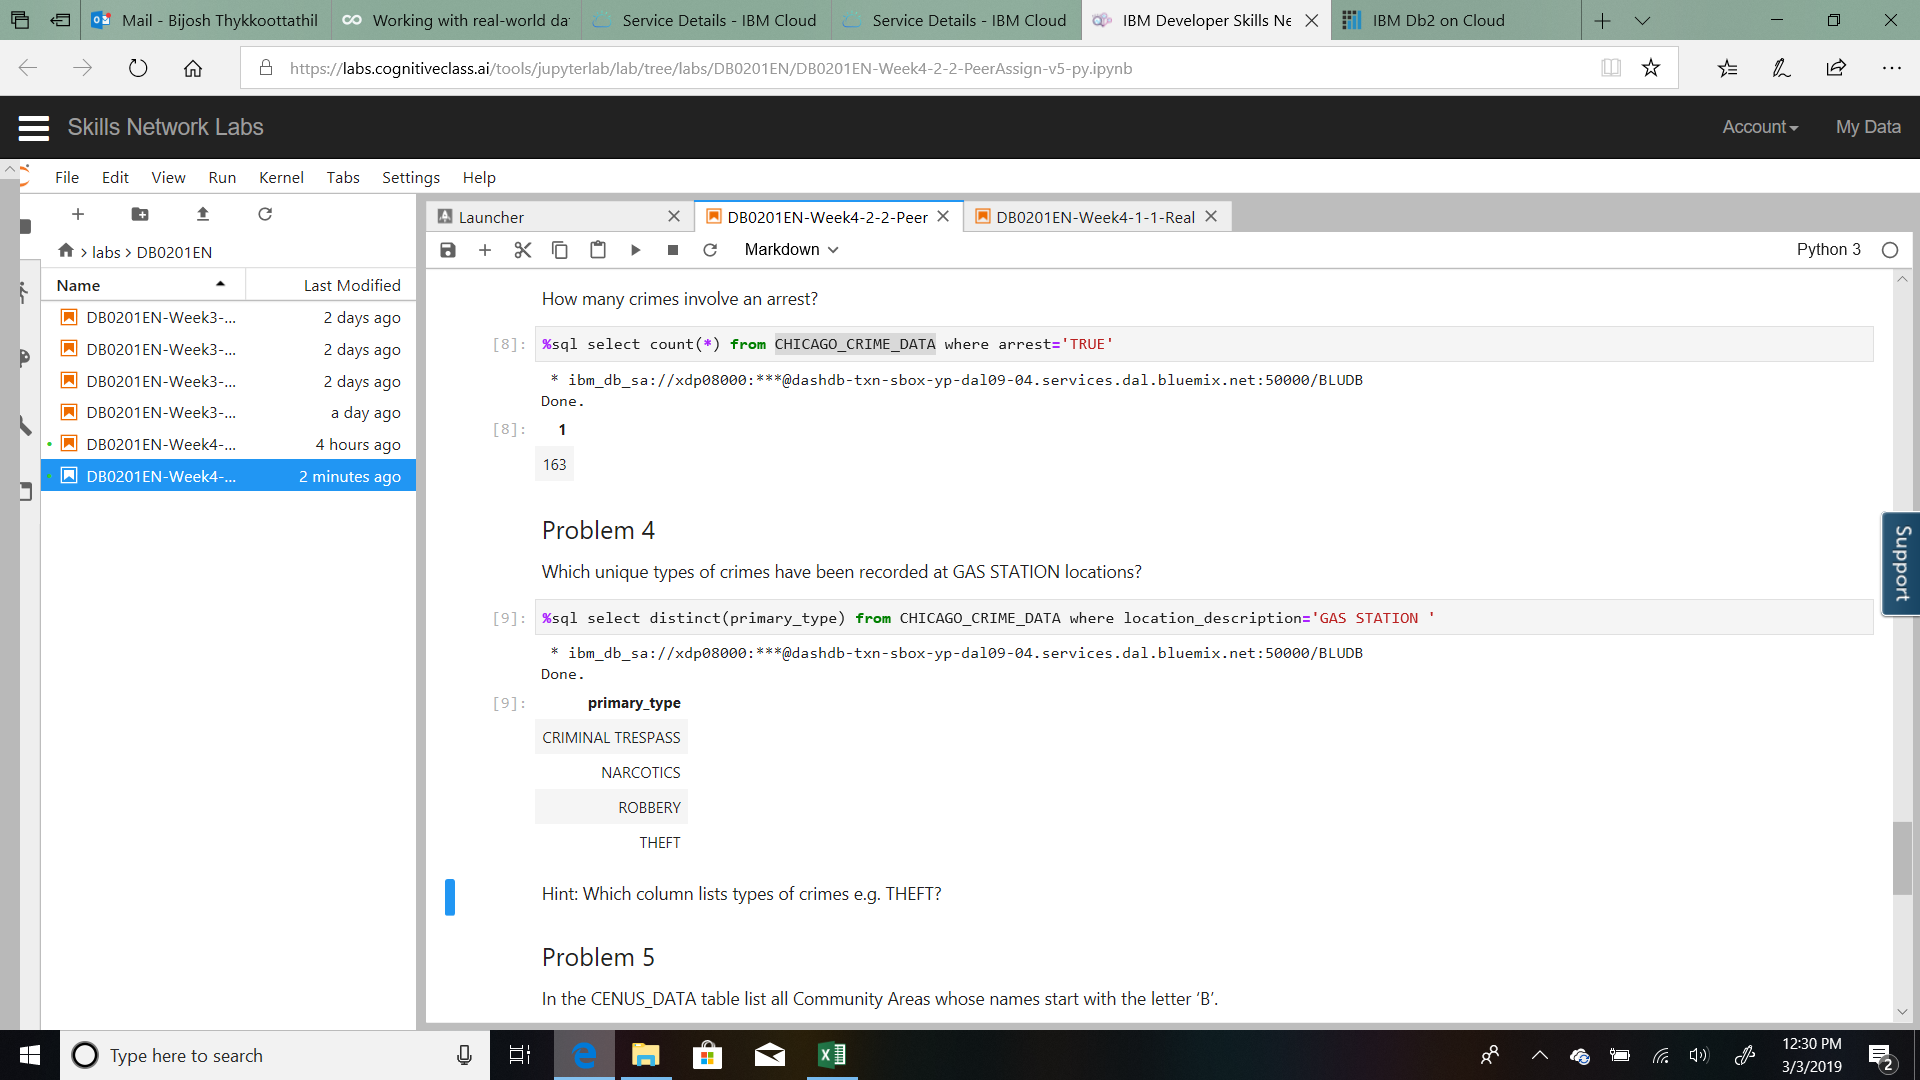 Mail - Bijosh Thykkoottathil
Working with real-world da
Service Details - IBM Cloud
Service Details - IBM Cloud
IBM Developer Skills Ne
IBM Db2 on Cloud
https://labs.cognitiveclass.ai/tools/jupyterlab/lab/tree/labs/DB0201EN/DB0201EN-Week4-2-2-PeerAssign-v5-py.ipynb
Skills Network Labs
Account
My Data
File Edit View Run Kernel Tabs Settings Help
Launcher
DB0201EN-Week4-2-2-Peer
DB0201EN-Week4-1-1-Real
labs > DB0201EN
Markdown
Python 3
Name
Last Modified
DB0201EN-Week3-... 2 days ago
DB0201EN-Week3-... 2 days ago
DB0201EN-Week3-... 2 days ago
DB0201EN-Week3-... a day ago
DB0201EN-Week4-... 4 hours ago
DB0201EN-Week4-... 2 minutes ago
How many crimes involve an arrest?
[8]: %sql select count(*) from CHICAGO_CRIME_DATA where arrest='TRUE'
* ibm_db_sa://xdp08000:***@dashdb-txn-sbox-yp-dal09-04.services.dal.bluemix.net:50000/BLUDB
Done.
[8]: 1
163
Problem 4
Which unique types of crimes have been recorded at GAS STATION locations?
[9]: %sql select distinct(primary_type) from CHICAGO_CRIME_DATA where location_description='GAS STATION '
* ibm_db_sa://xdp08000:***@dashdb-txn-sbox-yp-dal09-04.services.dal.bluemix.net:50000/BLUDB
Done.
[9]: primary_type
CRIMINAL TRESPASS
NARCOTICS
ROBBERY
THEFT
Hint: Which column lists types of crimes e.g. THEFT?
Problem 5
In the CENUS_DATA table list all Community Areas whose names start with the letter ‘B’.
Support
Type here to search
12:30 PM
3/3/2019
2